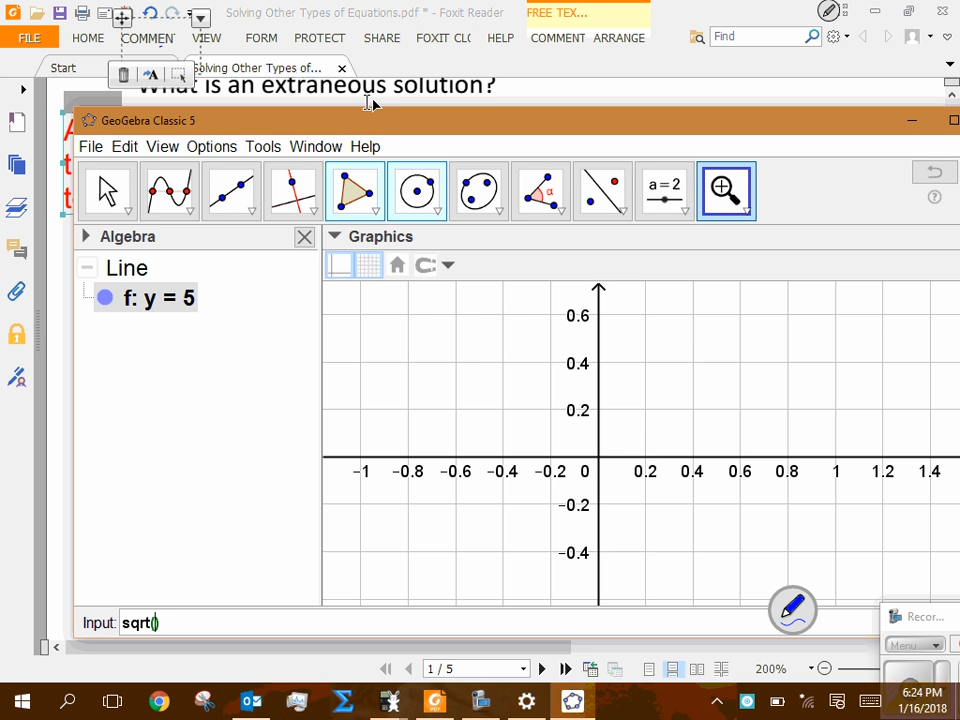 Solving Other Types of Equations.pdf * - Foxit Reader
FREE TEX...
FILE
HOME
COMMENT
VIEW
FORM
PROTECT
SHARE
FOXIT CLC
HELP
COMMENT
ARRANGE
Find
Start
Solving Other Types of...
What is an extraneous solution?
GeoGebra Classic 5
File Edit View Options Tools Window Help
a=2
α
Algebra
Graphics
Line
f: y = 5
0.6
0.4
0.2
−1 −0.8 −0.6 −0.4 −0.2 0 0.2 0.4 0.6 0.8 1 1.2 1.4
−0.2
−0.4
Input: sqrt()
Recor...
Menu
1 / 5
200%
6:24 PM
1/16/2018